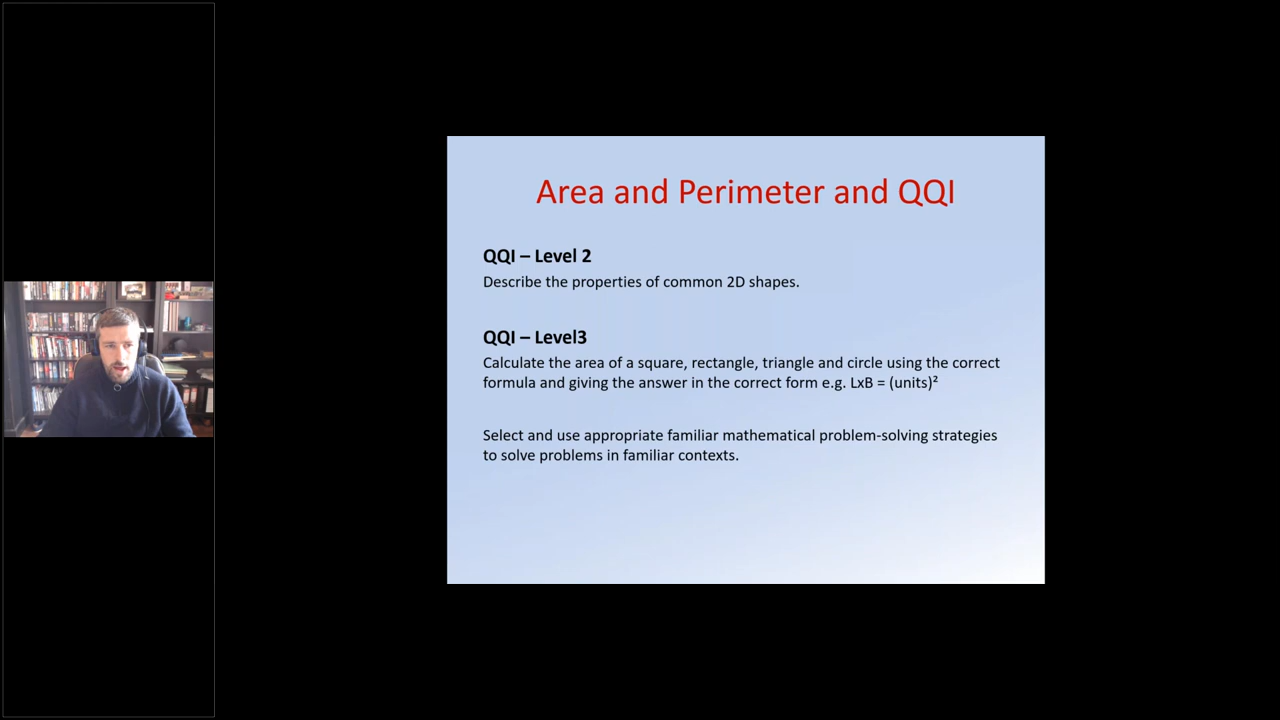 Area and Perimeter and QQI
QQI – Level 2
Describe the properties of common 2D shapes.
QQI – Level3
Calculate the area of a square, rectangle, triangle and circle using the correct
formula and giving the answer in the correct form e.g. LxB = (units)²
Select and use appropriate familiar mathematical problem-solving strategies
to solve problems in familiar contexts.